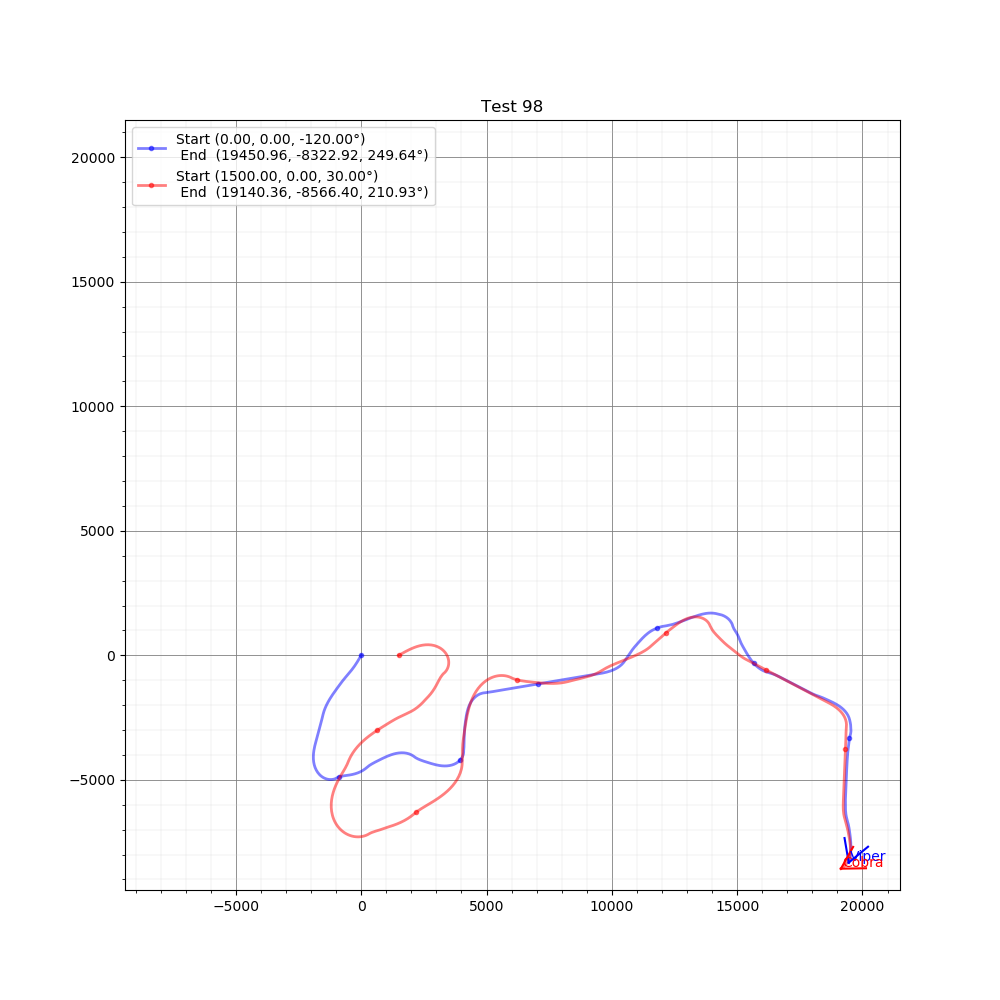 Test 98
Start (0.00, 0.00, -120.00°)
End  (19450.96, -8322.92, 249.64°)
Start (1500.00, 0.00, 30.00°)
End  (19140.36, -8566.40, 210.93°)
20000
15000
10000
5000
0
−5000
Viper
Cobra
−5000
0
5000
10000
15000
20000